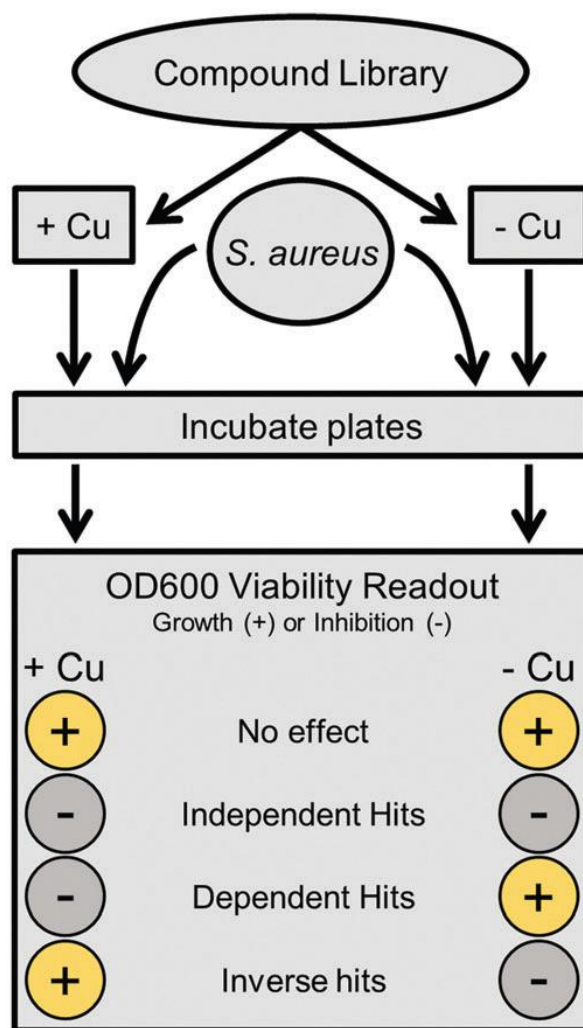 Compound Library
+ Cu
S. aureus
- Cu
Incubate plates
OD600 Viability Readout
Growth (+) or Inhibition (-)
+ Cu
- Cu
+ No effect +
- Independent Hits -
- Dependent Hits +
+ Inverse hits -